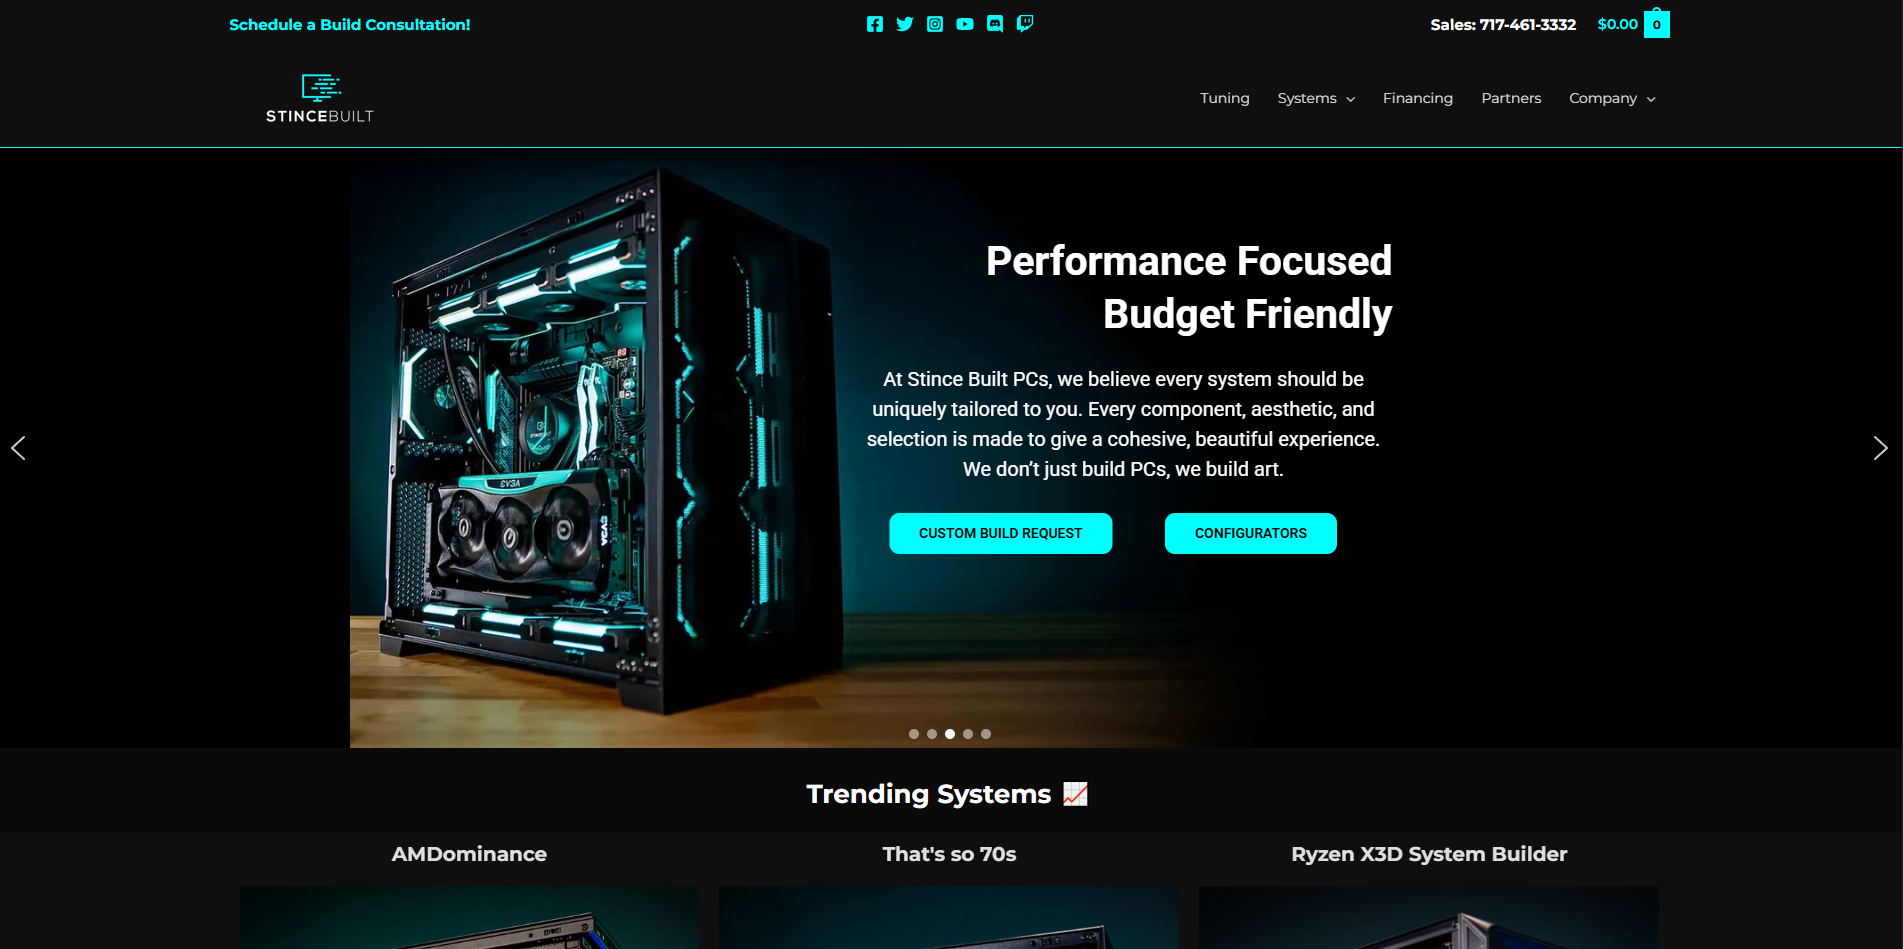 Schedule a Build Consultation!
Sales: 717-461-3332
$0.00
0
STINCEBUILT
Tuning
Systems
Financing
Partners
Company
Performance Focused
Budget Friendly
At Stince Built PCs, we believe every system should be
uniquely tailored to you. Every component, aesthetic, and
selection is made to give a cohesive, beautiful experience.
We don’t just build PCs, we build art.
CUSTOM BUILD REQUEST
CONFIGURATORS
STINCEBUILT
EVGA
EVGA
Trending Systems
AMDominance
That's so 70s
Ryzen X3D System Builder